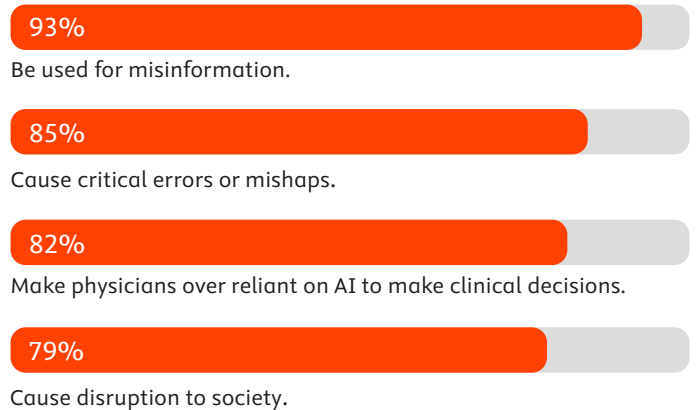 93%
Be used for misinformation.
85%
Cause critical errors or mishaps.
82%
Make physicians over reliant on AI to make clinical decisions.
79%
Cause disruption to society.